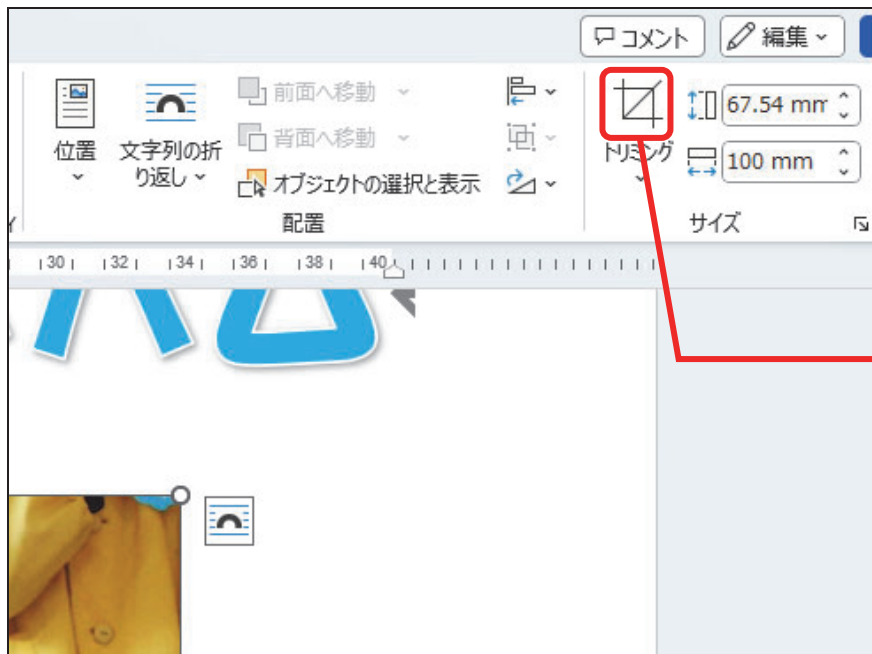 コメント
編集
位置
文字列の折
り返し
前面へ移動
背面へ移動
オブジェクトの選択と表示
配置
トリミング
67.54 mm
100 mm
サイズ
30 32 34 36 38 40